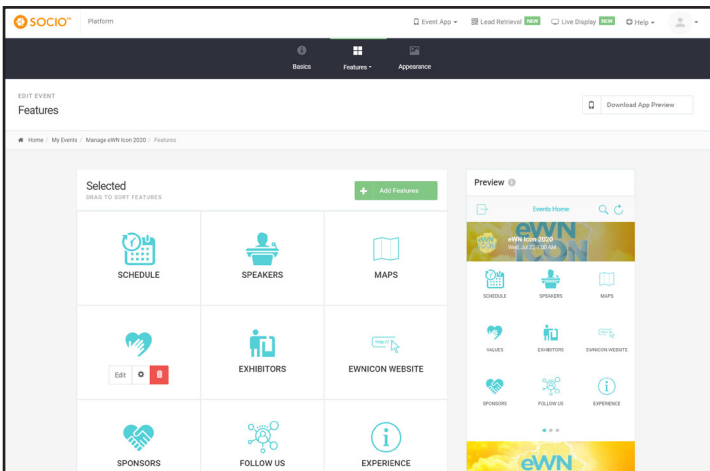 SOCIO™ Platform
Event App
Lead Retrieval NEW
Live Display NEW
Help
Basics
Features
Appearance
EDIT EVENT
Features
Download App Preview
Home / My Events / Manage eWN Icon 2020 / Features
Selected
DRAG TO SORT FEATURES
+ Add Features
SCHEDULE
SPEAKERS
MAPS
Edit
EXHIBITORS
EWNICON WEBSITE
http://
SPONSORS
FOLLOW US
EXPERIENCE
Preview
Events Home
eWN ICON
eWN Icon 2020
SCHEDULE
SPEAKERS
MAPS
VALUES
EXHIBITORS
EWNICON WEBSITE
SPONSORS
FOLLOW US
EXPERIENCE
eWN